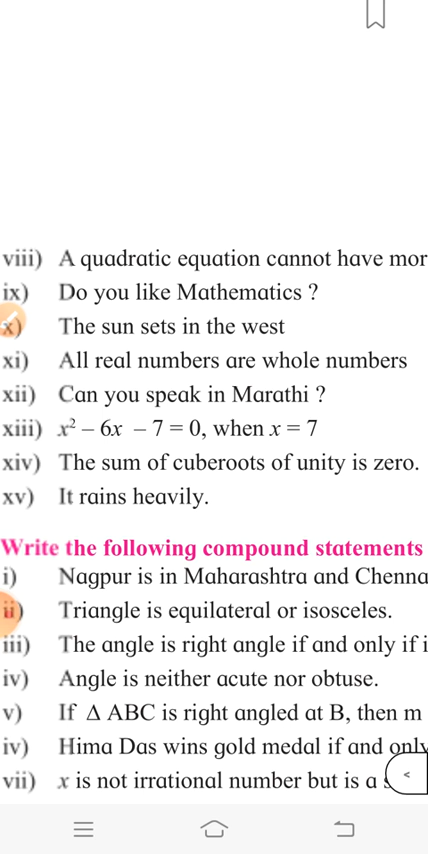 viii) A quadratic equation cannot have mor
ix) Do you like Mathematics ?
x) The sun sets in the west
xi) All real numbers are whole numbers
xii) Can you speak in Marathi ?
xiii) x² – 6x – 7 = 0, when x = 7
xiv) The sum of cuberoots of unity is zero.
xv) It rains heavily.
Write the following compound statements
i) Nagpur is in Maharashtra and Chenna
ii) Triangle is equilateral or isosceles.
iii) The angle is right angle if and only if i
iv) Angle is neither acute nor obtuse.
v) If Δ ABC is right angled at B, then m
iv) Hima Das wins gold medal if and only
vii) x is not irrational number but is a